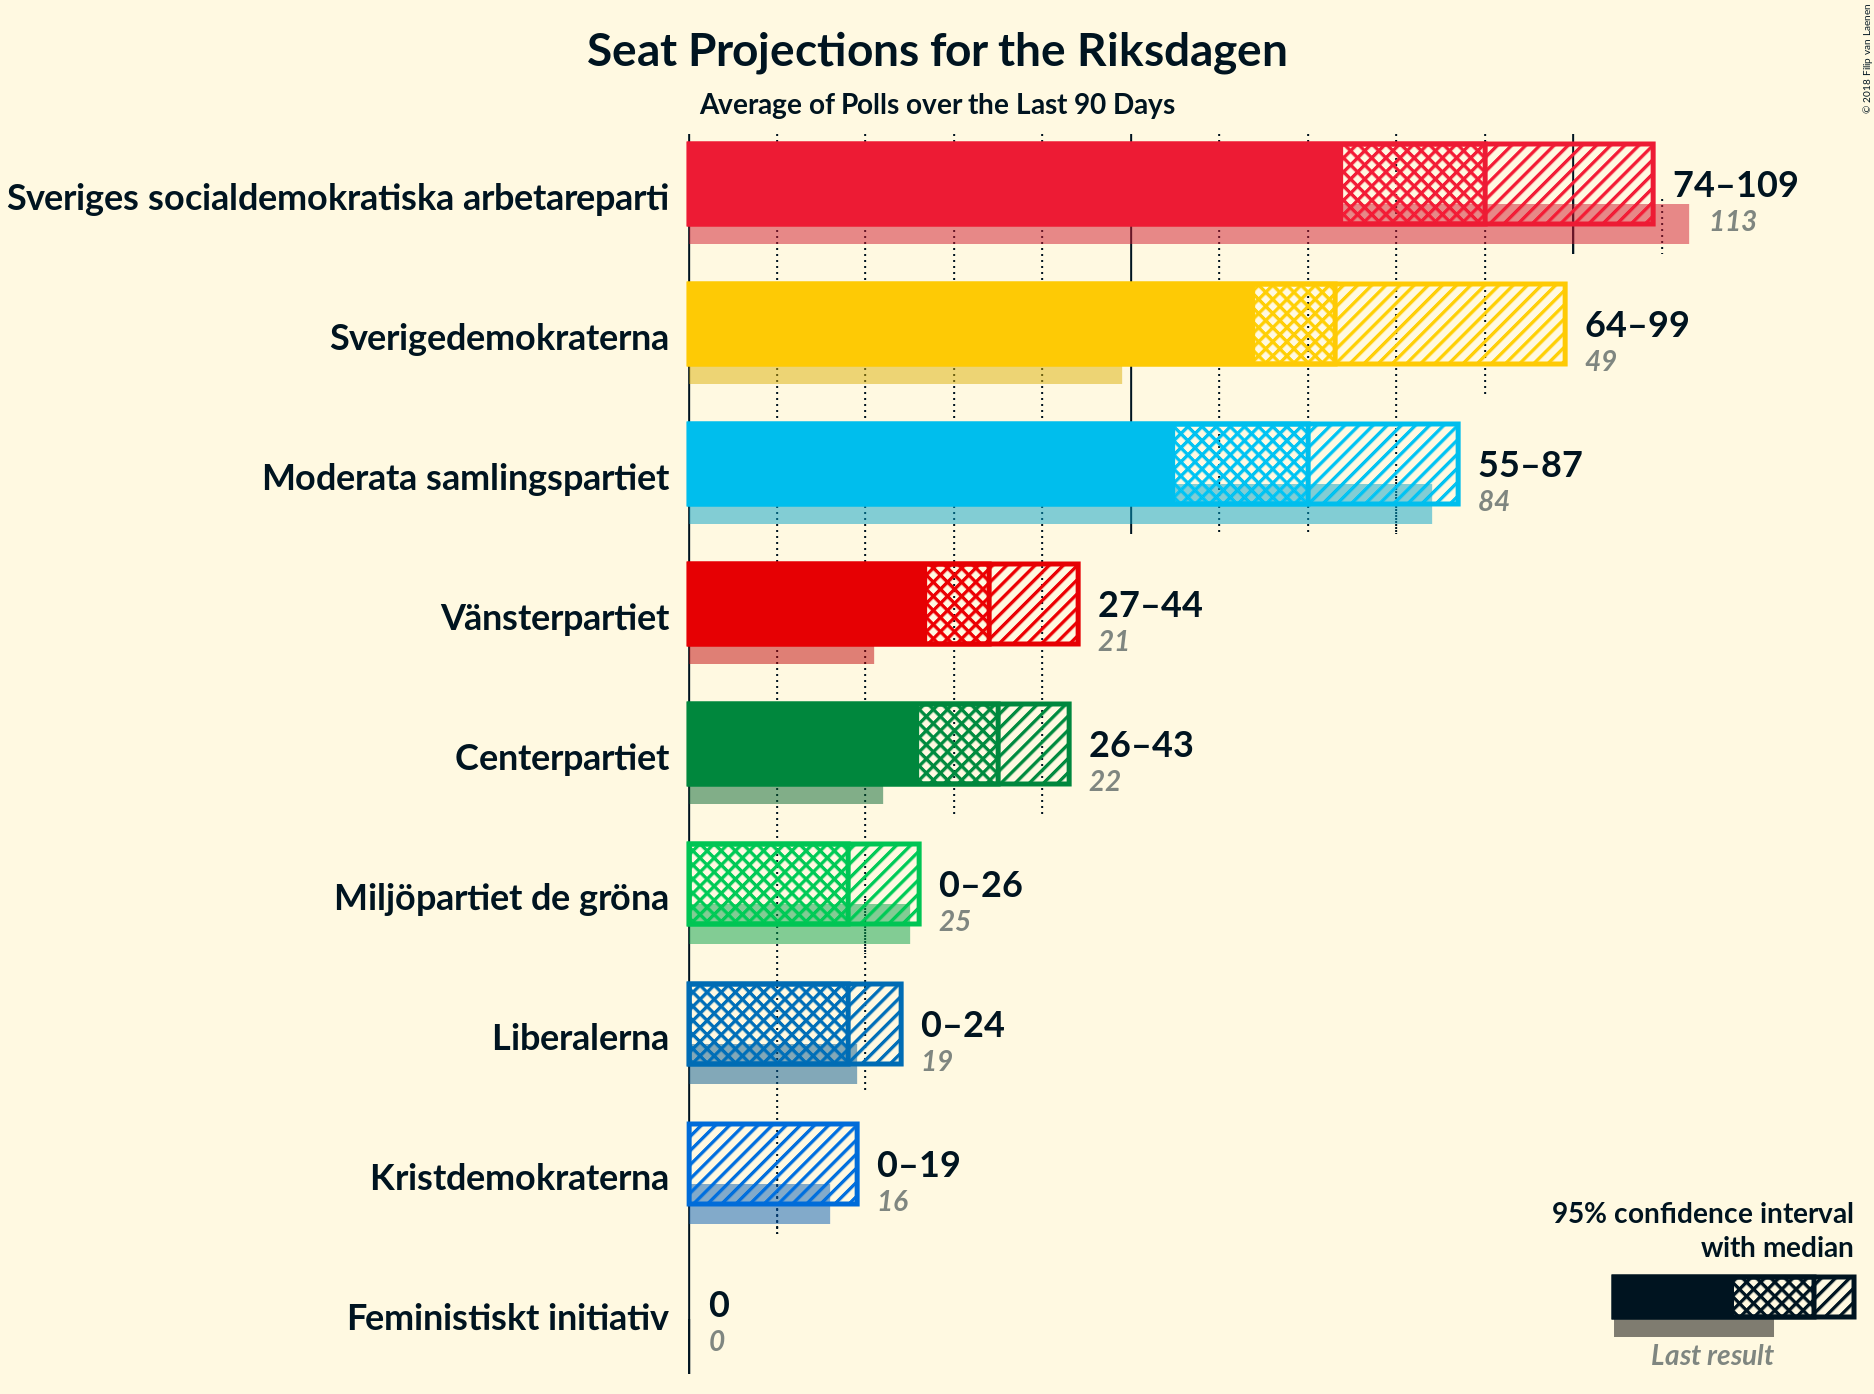 Seat Projections for the Riksdagen
Average of Polls over the Last 90 Days
© 2018 Filip van Laenen
Sveriges socialdemokratiska arbetareparti
74–109
113
Sverigedemokraterna
64–99
49
Moderata samlingspartiet
55–87
84
Vänsterpartiet
27–44
21
Centerpartiet
26–43
22
Miljöpartiet de gröna
0–26
25
Liberalerna
0–24
19
Kristdemokraterna
0–19
16
Feministiskt initiativ
0
0
95% confidence interval
with median
Last result